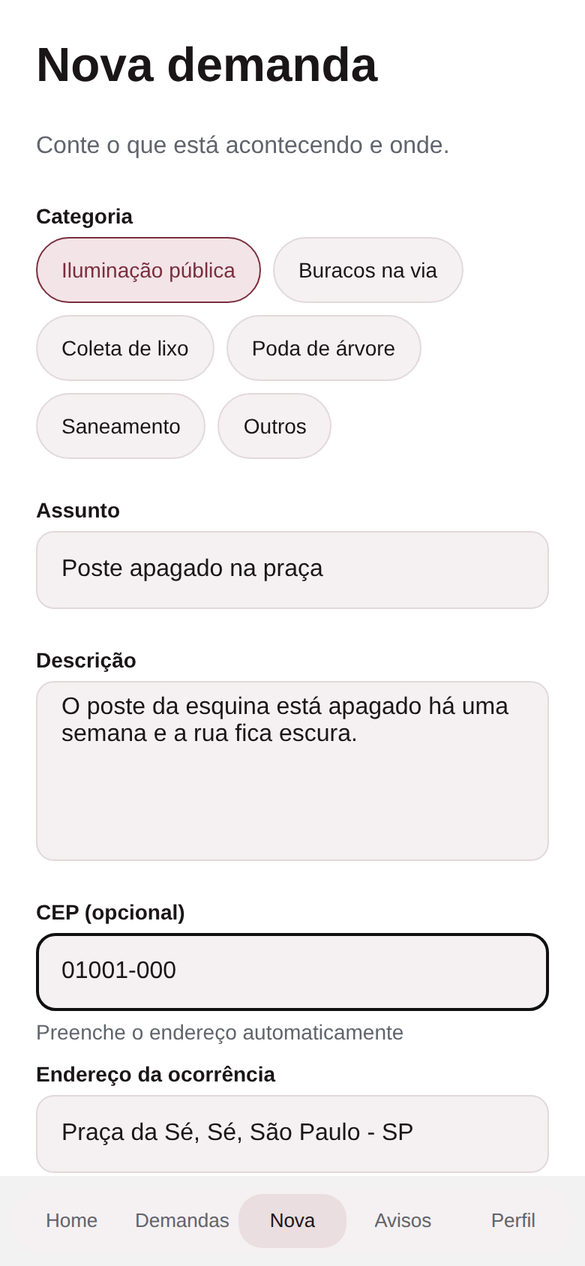 Nova demanda
Conte o que está acontecendo e onde.
Categoria
Iluminação pública
Buracos na via
Coleta de lixo
Poda de árvore
Saneamento
Outros
Assunto
Poste apagado na praça
Descrição
O poste da esquina está apagado há uma
semana e a rua fica escura.
CEP (opcional)
01001-000
Preenche o endereço automaticamente
Endereço da ocorrência
Praça da Sé, Sé, São Paulo - SP
Home
Demandas
Nova
Avisos
Perfil